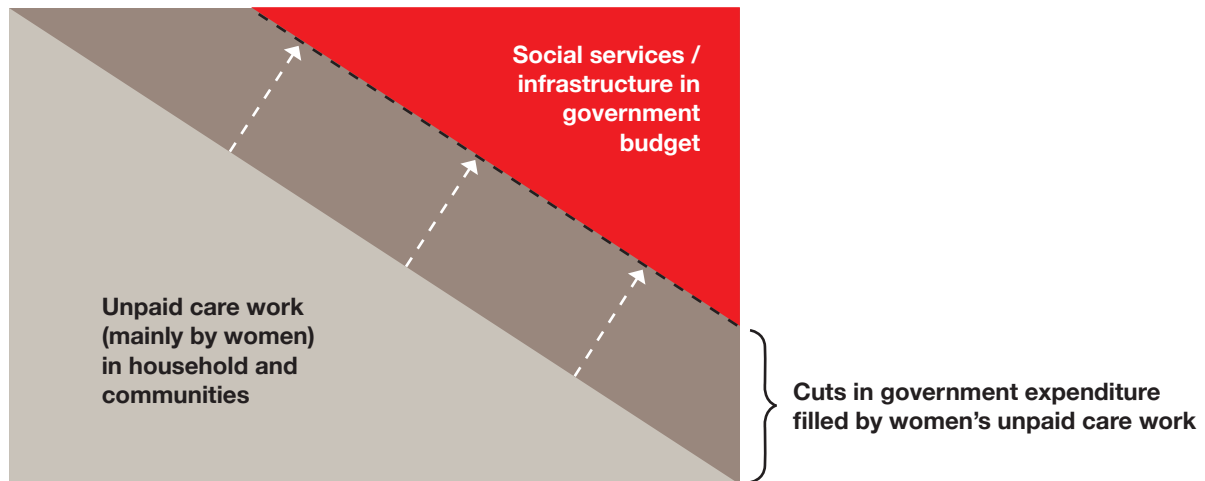 Social services /
infrastructure in
government
budget
Unpaid care work
(mainly by women)
in household and
communities
Cuts in government expenditure
filled by women’s unpaid care work